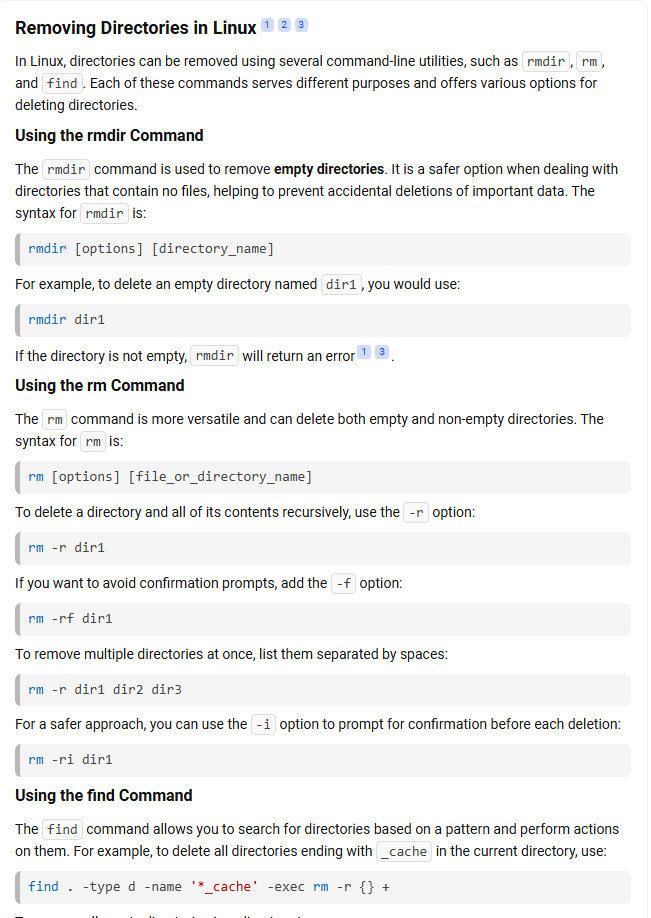 Removing Directories in Linux 1 2 3
In Linux, directories can be removed using several command-line utilities, such as rmdir, rm,
and find. Each of these commands serves different purposes and offers various options for
deleting directories.
Using the rmdir Command
The rmdir command is used to remove empty directories. It is a safer option when dealing with
directories that contain no files, helping to prevent accidental deletions of important data. The
syntax for rmdir is:
rmdir [options] [directory_name]
For example, to delete an empty directory named dir1, you would use:
rmdir dir1
If the directory is not empty, rmdir will return an error 1 3.
Using the rm Command
The rm command is more versatile and can delete both empty and non-empty directories. The
syntax for rm is:
rm [options] [file_or_directory_name]
To delete a directory and all of its contents recursively, use the -r option:
rm -r dir1
If you want to avoid confirmation prompts, add the -f option:
rm -rf dir1
To remove multiple directories at once, list them separated by spaces:
rm -r dir1 dir2 dir3
For a safer approach, you can use the -i option to prompt for confirmation before each deletion:
rm -ri dir1
Using the find Command
The find command allows you to search for directories based on a pattern and perform actions
on them. For example, to delete all directories ending with _cache in the current directory, use:
find . -type d -name '*_cache' -exec rm -r {} +